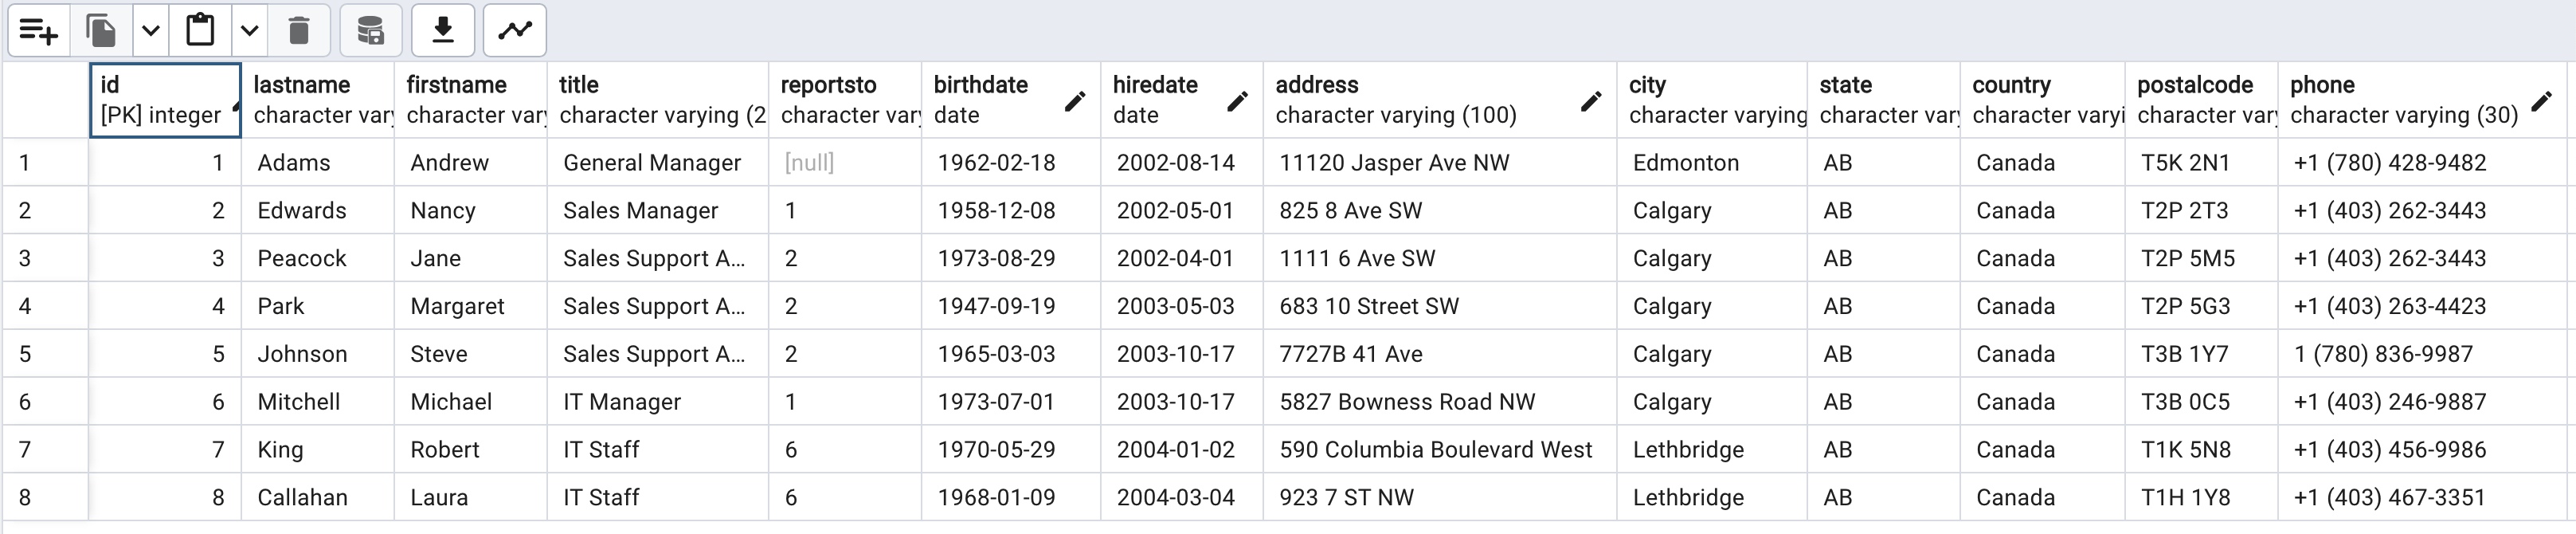 id lastname firstname title reportsto birthdate hiredate address city state country postalcode phone
[PK] integer character var character var character varying (2 character var date date character varying (100) character varying character var character varyi character var character varying (30)
1 1 Adams Andrew General Manager [null] 1962-02-18 2002-08-14 11120 Jasper Ave NW Edmonton AB Canada T5K 2N1 +1 (780) 428-9482
2 2 Edwards Nancy Sales Manager 1 1958-12-08 2002-05-01 825 8 Ave SW Calgary AB Canada T2P 2T3 +1 (403) 262-3443
3 3 Peacock Jane Sales Support A... 2 1973-08-29 2002-04-01 1111 6 Ave SW Calgary AB Canada T2P 5M5 +1 (403) 262-3443
4 4 Park Margaret Sales Support A... 2 1947-09-19 2003-05-03 683 10 Street SW Calgary AB Canada T2P 5G3 +1 (403) 263-4423
5 5 Johnson Steve Sales Support A... 2 1965-03-03 2003-10-17 7727B 41 Ave Calgary AB Canada T3B 1Y7 1 (780) 836-9987
6 6 Mitchell Michael IT Manager 1 1973-07-01 2003-10-17 5827 Bowness Road NW Calgary AB Canada T3B 0C5 +1 (403) 246-9887
7 7 King Robert IT Staff 6 1970-05-29 2004-01-02 590 Columbia Boulevard West Lethbridge AB Canada T1K 5N8 +1 (403) 456-9986
8 8 Callahan Laura IT Staff 6 1968-01-09 2004-03-04 923 7 ST NW Lethbridge AB Canada T1H 1Y8 +1 (403) 467-3351